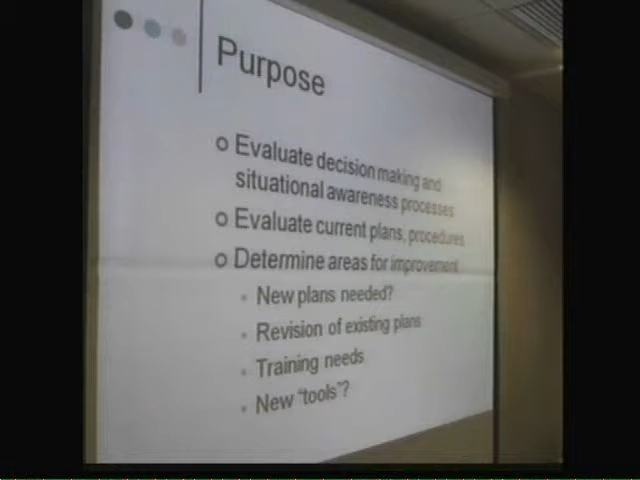 Purpose
Evaluate decision making and
situational awareness processes
Evaluate current plans, procedures
Determine areas for improvement
New plans needed?
Revision of existing plans
Training needs
New "tools"?